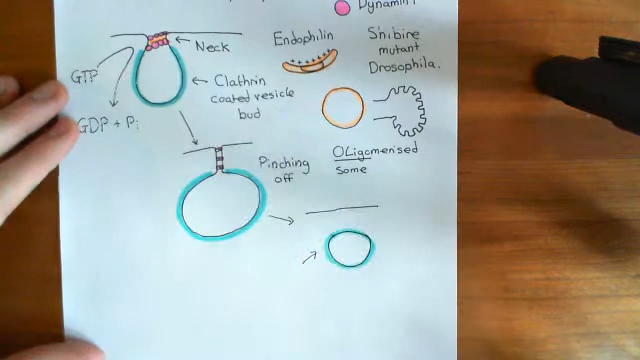 Dynamin I
Neck
GTP
GDP + Pi
Clathrin
coated vesicle
bud
Endophilin
++++++
Shibire
mutant
Drosophila.
Pinching
off
OLigomerised
Some